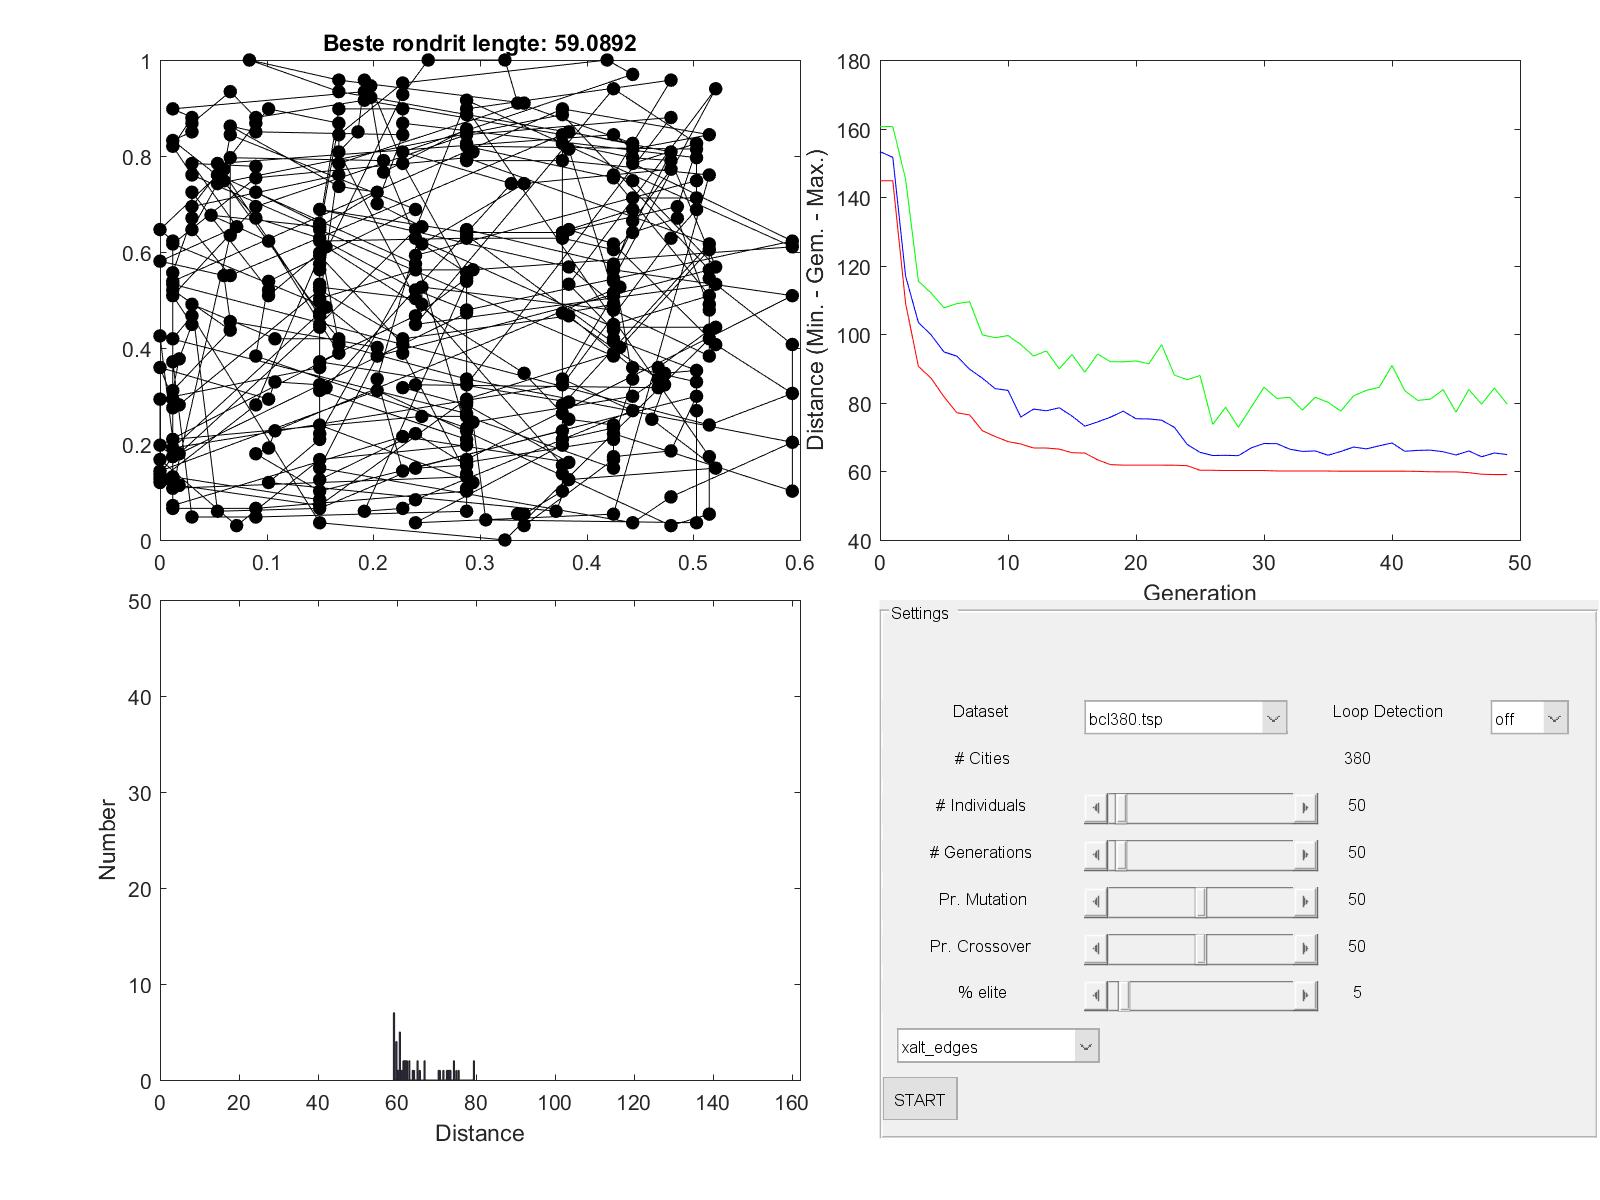 Beste rondrit lengte: 59.0892
1
0.8
0.6
0.4
0.2
0
0 0.1 0.2 0.3 0.4 0.5 0.6
Distance (Min. - Gem. - Max.)
180
160
140
120
100
80
60
40
0 10 20 30 40 50
Generation
Number
50
40
30
20
10
0
0 20 40 60 80 100 120 140 160
Distance
Settings
Dataset bcl380.tsp Loop Detection off
# Cities 380
# Individuals 50
# Generations 50
Pr. Mutation 50
Pr. Crossover 50
% elite 5
xalt_edges
START